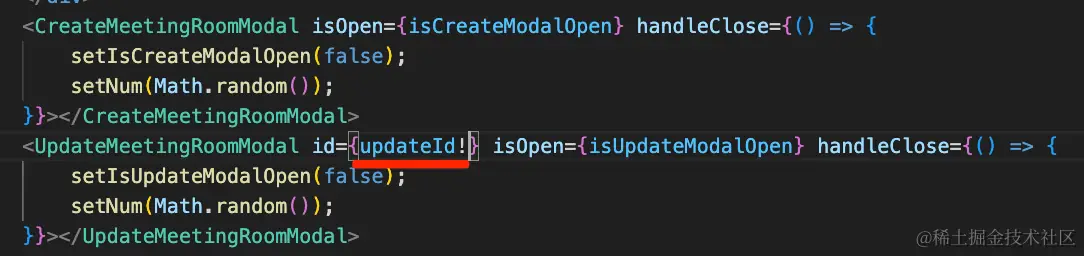 </div>
<CreateMeetingRoomModal isOpen={isCreateModalOpen} handleClose={() => {
setIsCreateModalOpen(false);
setNum(Math.random());
}}></CreateMeetingRoomModal>
<UpdateMeetingRoomModal id={updateId!} isOpen={isUpdateModalOpen} handleClose={() => {
setIsUpdateModalOpen(false);
setNum(Math.random());
}}></UpdateMeetingRoomModal>
@稀土掘金技术社区